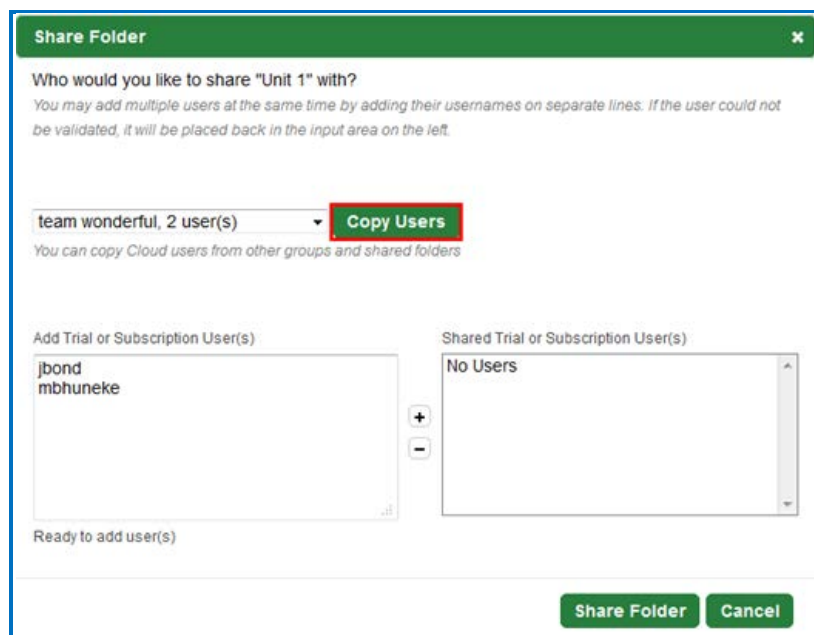 Share Folder ×
Who would you like to share "Unit 1" with?
You may add multiple users at the same time by adding their usernames on separate lines. If the user could not
be validated, it will be placed back in the input area on the left.
team wonderful, 2 user(s) Copy Users
You can copy Cloud users from other groups and shared folders
Add Trial or Subscription User(s)
jbond
mbhuneke
+
-
Shared Trial or Subscription User(s)
No Users
Ready to add user(s)
Share Folder Cancel